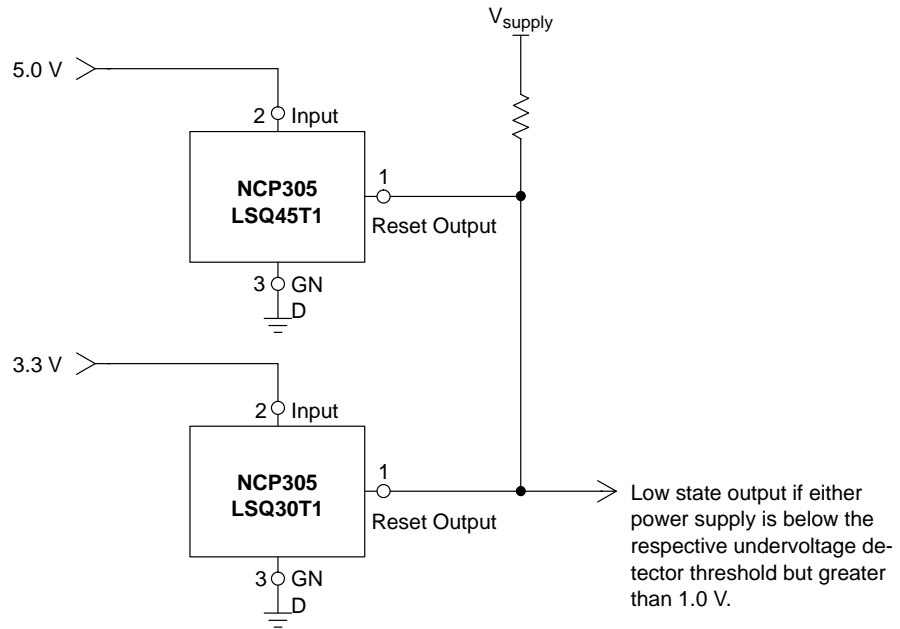 Vsupply
5.0 V
2 Input
NCP305
LSQ45T1
1
Reset Output
3 GN
D
3.3 V
2 Input
NCP305
LSQ30T1
1
Reset Output
3 GN
D
Low state output if either
power supply is below the
respective undervoltage de-
tector threshold but greater
than 1.0 V.